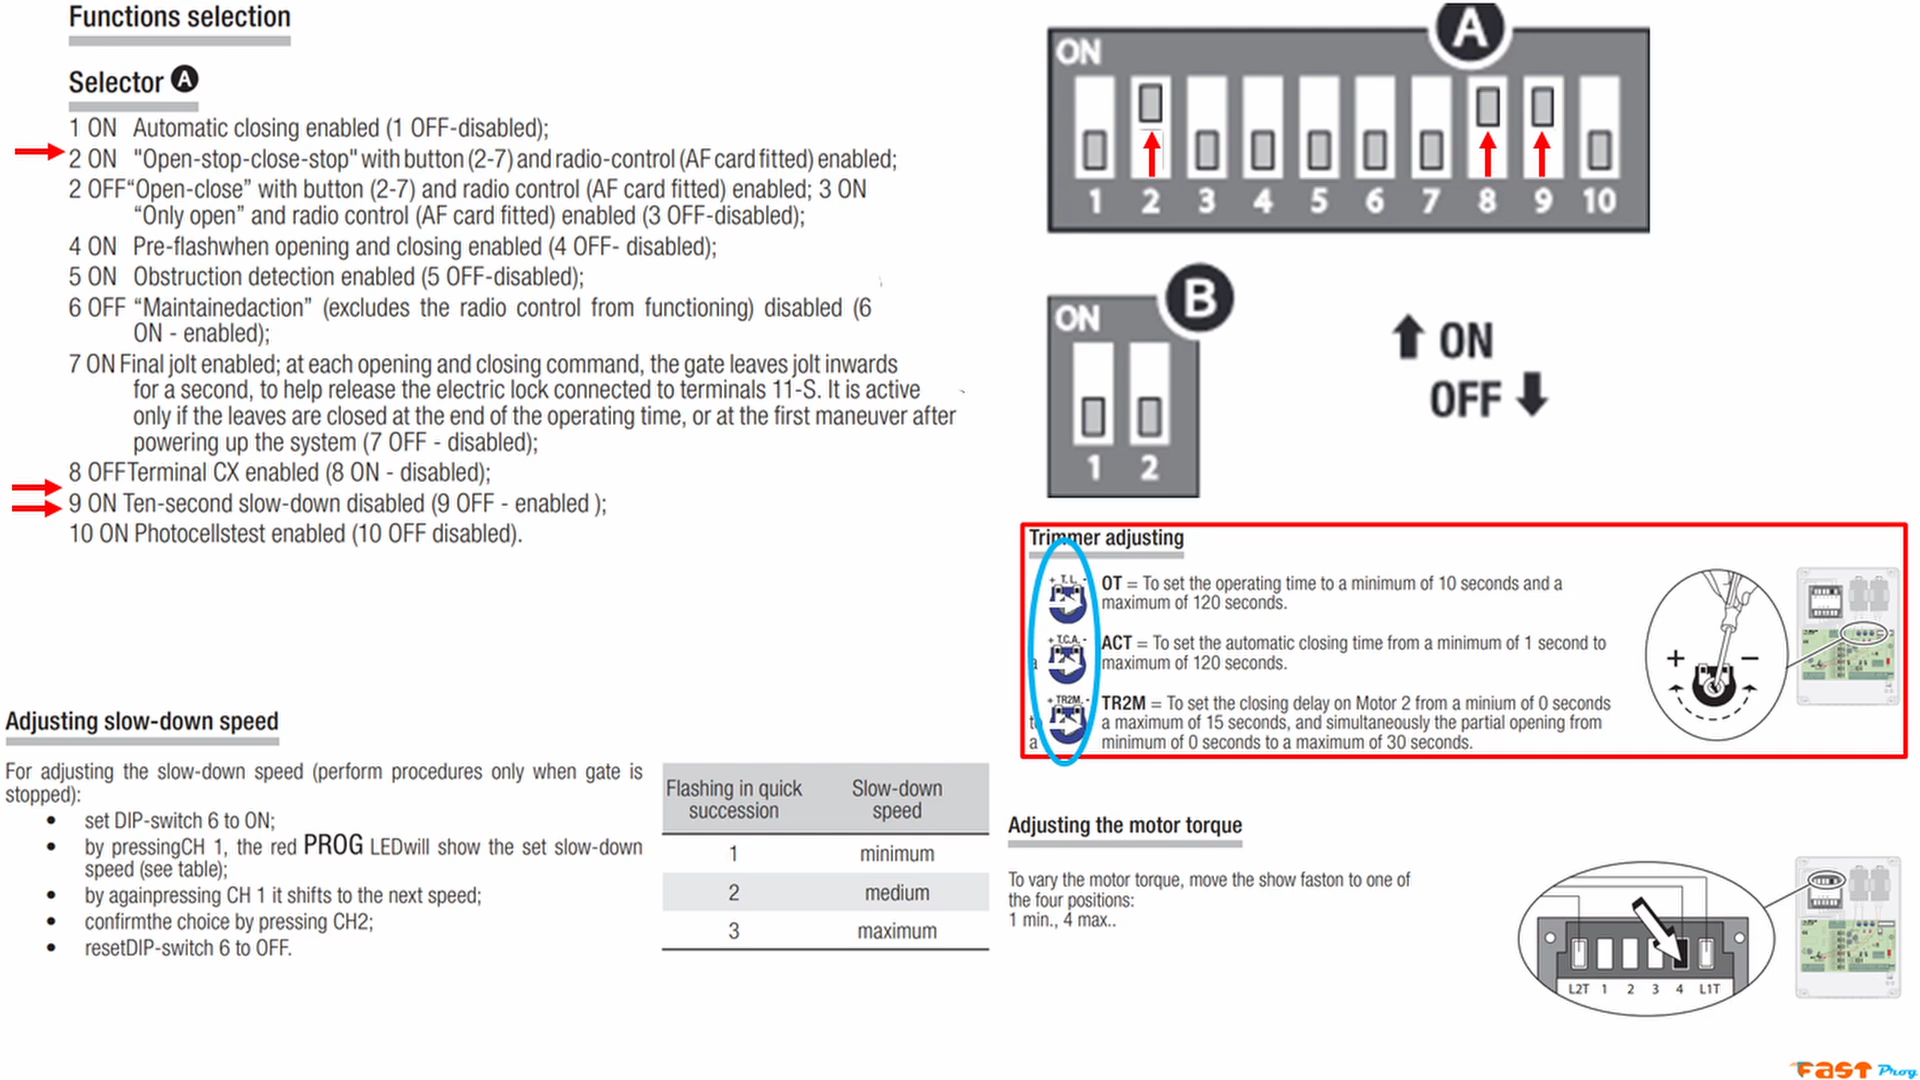 Functions selection
Selector A
1 ON Automatic closing enabled (1 OFF-disabled);
2 ON "Open-stop-close-stop" with button (2-7) and radio-control (AF card fitted) enabled;
2 OFF“Open-close” with button (2-7) and radio control (AF card fitted) enabled; 3 ON
“Only open” and radio control (AF card fitted) enabled (3 OFF-disabled);
4 ON Pre-flashwhen opening and closing enabled (4 OFF- disabled);
5 ON Obstruction detection enabled (5 OFF-disabled);
6 OFF “Maintainedaction” (excludes the radio control from functioning) disabled (6
ON - enabled);
7 ON Final jolt enabled; at each opening and closing command, the gate leaves jolt inwards
for a second, to help release the electric lock connected to terminals 11-S. It is active
only if the leaves are closed at the end of the operating time, or at the first maneuver after
powering up the system (7 OFF - disabled);
8 OFFTerminal CX enabled (8 ON - disabled);
9 ON Ten-second slow-down disabled (9 OFF - enabled );
10 ON Photocellstest enabled (10 OFF disabled).
A
ON
1 2 3 4 5 6 7 8 9 10
B
ON
1 2
ON
OFF
Trimmer adjusting
+ T.L. -
OT = To set the operating time to a minimum of 10 seconds and a
maximum of 120 seconds.
+ T.C.A. -
ACT = To set the automatic closing time from a minimum of 1 second to
a maximum of 120 seconds.
+ TR2M. -
TR2M = To set the closing delay on Motor 2 from a minium of 0 seconds
to a maximum of 15 seconds, and simultaneously the partial opening from
a minimum of 0 seconds to a maximum of 30 seconds.
+ −
Adjusting slow-down speed
For adjusting the slow-down speed (perform procedures only when gate is
stopped):
• set DIP-switch 6 to ON;
• by pressingCH 1, the red PROG LEDwill show the set slow-down
speed (see table);
• by againpressing CH 1 it shifts to the next speed;
• confirmthe choice by pressing CH2;
• resetDIP-switch 6 to OFF.
Flashing in quick succession Slow-down speed
1 minimum
2 medium
3 maximum
Adjusting the motor torque
To vary the motor torque, move the show faston to one of
the four positions:
1 min., 4 max..
L2T 1 2 3 4 L1T
FAST Prog